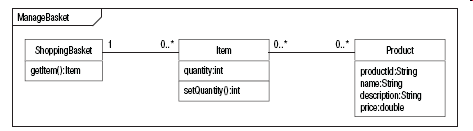 ManageBasket
ShoppingBasket
getItem():Item
1
0..*
Item
quantity:int
setQuantity():int
0..*
0..*
Product
productId:String
name:String
description:String
price:double